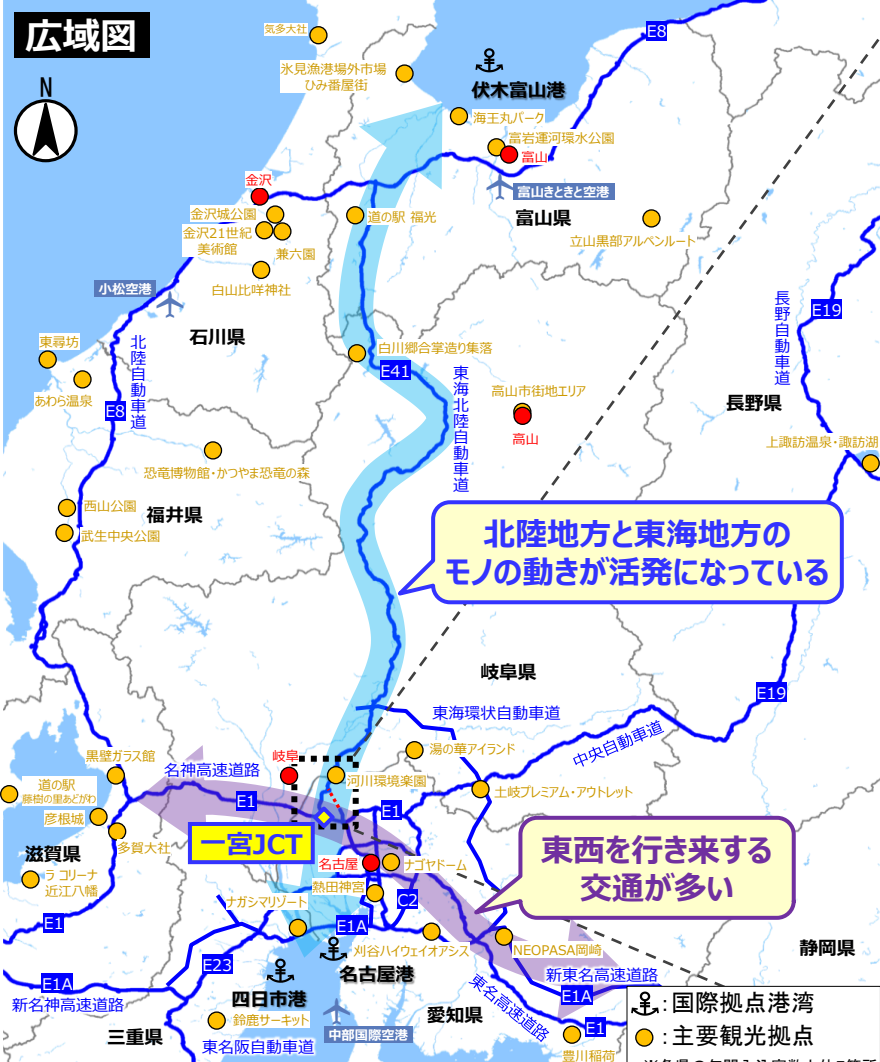 広域図
N
気多大社
氷見漁港場外市場
ひみ番屋街
伏木富山港
E8
海王丸パーク
富岩運河環水公園
富山
富山きときと空港
富山県
立山黒部アルペンルート
金沢
金沢城公園
金沢21世紀
美術館
兼六園
白山比咩神社
道の駅 福光
小松空港
石川県
東尋坊
あわら温泉
北陸自動車道
E8
白川郷合掌造り集落
E41
東海北陸自動車道
高山市街地エリア
高山
長野自動車道
E19
長野県
上諏訪温泉・諏訪湖
恐竜博物館・かつやま恐竜の森
西山公園
武生中央公園
福井県
北陸地方と東海地方の
モノの動きが活発になっている
岐阜県
E19
東海環状自動車道
中央自動車道
湯の華アイランド
土岐プレミアム・アウトレット
黒壁ガラス館
名神高速道路
岐阜
河川環境楽園
E1
E1
道の駅
藤樹の里あどがわ
彦根城
多賀大社
滋賀県
ラ コリーナ
近江八幡
一宮JCT
名古屋
ナゴヤドーム
熱田神宮
C2
東西を行き来する
交通が多い
ナガシマリゾート
E1A
刈谷ハイウェイオアシス
NEOPASA岡崎
静岡県
E1
E1A
新名神高速道路
E23
四日市港
名古屋港
新東名高速道路
E1A
東名高速道路
E1
鈴鹿サーキット
三重県
東名阪自動車道
中部国際空港
愛知県
豊川稲荷
:国際拠点港湾
:主要観光拠点